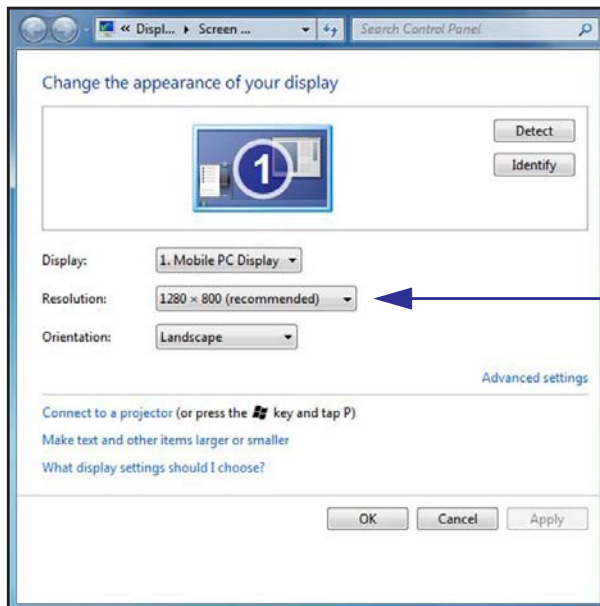 « Displ... ▸ Screen ...
Search Control Panel
Change the appearance of your display
1
Detect
Identify
Display: 1. Mobile PC Display
Resolution: 1280 × 800 (recommended)
Orientation: Landscape
Advanced settings
Connect to a projector (or press the key and tap P)
Make text and other items larger or smaller
What display settings should I choose?
OK Cancel Apply